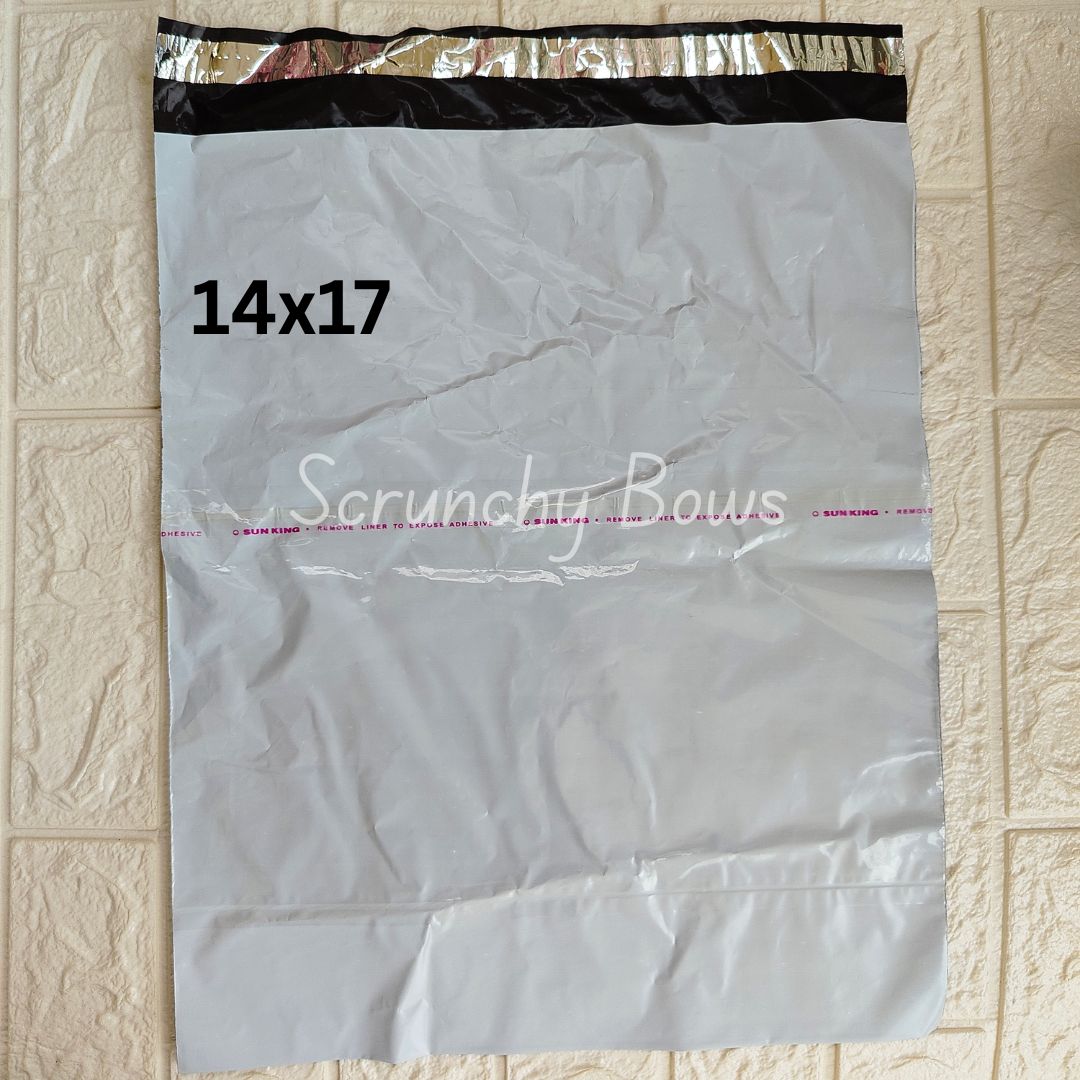 14x17
Scrunchy Bows
DHESIVE SUN KING • REMOVE LINER TO EXPOSE ADHESIVE SUN KING • REMOVE LINER TO EXPOSE ADHESIVE SUN KING • REMOVE